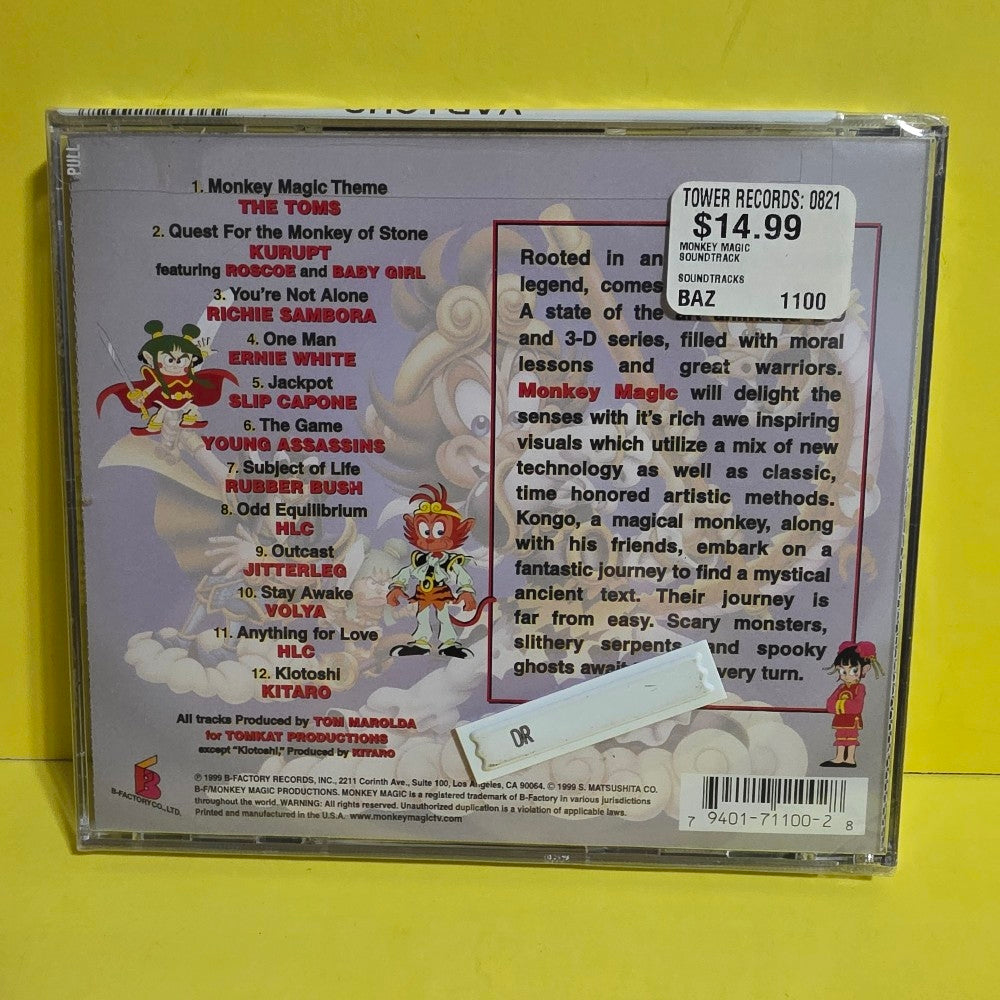 VARIOUS
PULL
1. Monkey Magic Theme
THE TOMS
2. Quest For the Monkey of Stone
KURUPT
featuring ROSCOE and BABY GIRL
3. You're Not Alone
RICHIE SAMBORA
4. One Man
ERNIE WHITE
5. Jackpot
SLIP CAPONE
6. The Game
YOUNG ASSASSINS
7. Subject of Life
RUBBER BUSH
8. Odd Equilibrium
HLC
9. Outcast
JITTERLEG
10. Stay Awake
VOLYA
11. Anything for Love
HLC
12. Klotoshi
KITARO
All tracks Produced by TOM MAROLDA
for TOMKAT PRODUCTIONS
except "Klotoshi," Produced by KITARO
TOWER RECORDS: 0821
$14.99
MONKEY MAGIC
SOUNDTRACK
SOUNDTRACKS
BAZ 1100
Rooted in an
legend, comes
A state of the
and 3-D series, filled with moral
lessons and great warriors.
Monkey Magic will delight the
senses with it's rich awe inspiring
visuals which utilize a mix of new
technology as well as classic,
time honored artistic methods.
Kongo, a magical monkey, along
with his friends, embark on a
fantastic journey to find a mystical
ancient text. Their journey is
far from easy. Scary monsters,
slithery serpents and spooky
ghosts await very turn.
DR
B-FACTORY CO., LTD.
℗ 1999 B-FACTORY RECORDS, INC., 2211 Corinth Ave., Suite 100, Los Angeles, CA 90064. © 1999 S. MATSUSHITA CO.
B-F/MONKEY MAGIC PRODUCTIONS. MONKEY MAGIC is a registered trademark of B-Factory in various jurisdictions
throughout the world. WARNING: All rights reserved. Unauthorized duplication is a violation of applicable laws.
Printed and manufactured in the U.S.A. www.monkeymagictv.com
7 94017-1100-2 8